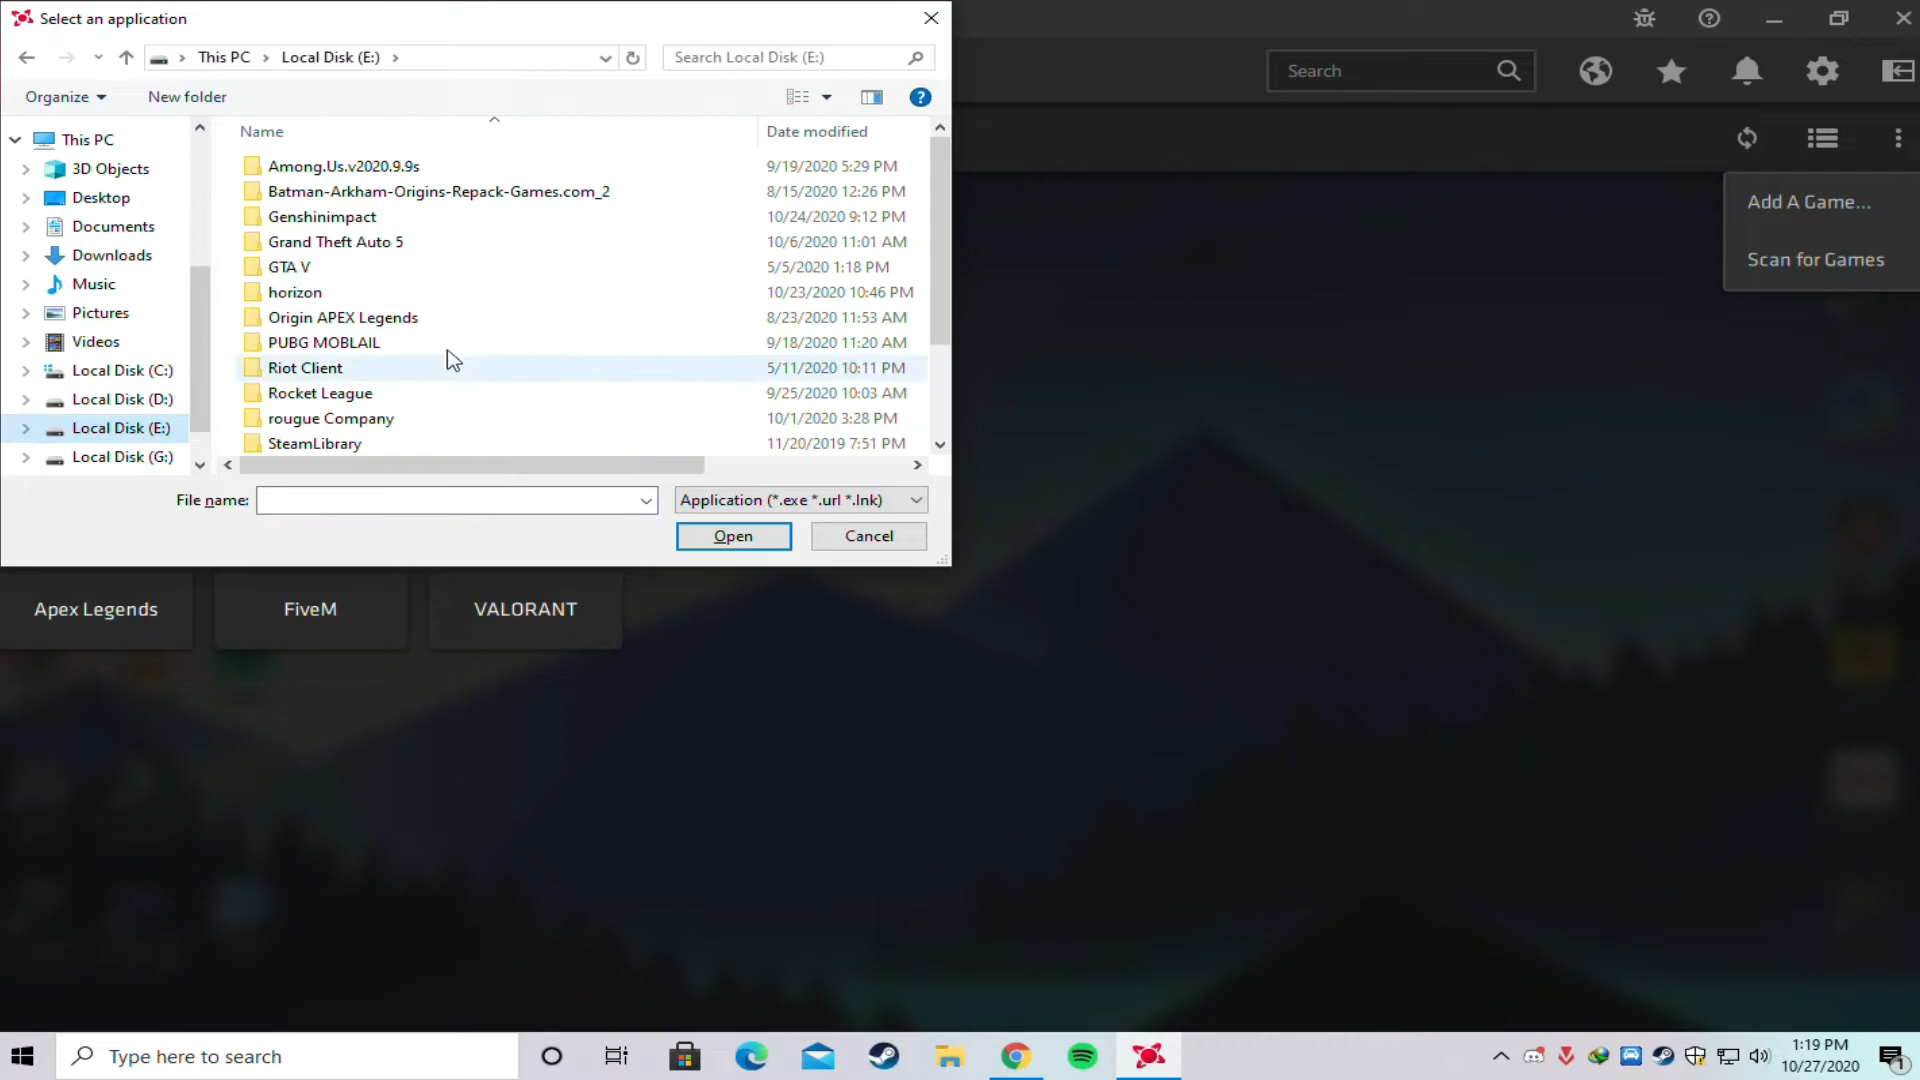 Select an application
This PC > Local Disk (E:) >
Search Local Disk (E:)
Search
Organize
New folder
Name
Date modified
This PC
3D Objects
Desktop
Documents
Downloads
Music
Pictures
Videos
Local Disk (C:)
Local Disk (D:)
Local Disk (E:)
Local Disk (G:)
Among.Us.v2020.9.9s 9/19/2020 5:29 PM
Batman-Arkham-Origins-Repack-Games.com_2 8/15/2020 12:26 PM
Genshinimpact 10/24/2020 9:12 PM
Grand Theft Auto 5 10/6/2020 11:01 AM
GTA V 5/5/2020 1:18 PM
horizon 10/23/2020 10:46 PM
Origin APEX Legends 8/23/2020 11:53 AM
PUBG MOBLAIL 9/18/2020 11:20 AM
Riot Client 5/11/2020 10:11 PM
Rocket League 9/25/2020 10:03 AM
rougue Company 10/1/2020 3:28 PM
SteamLibrary 11/20/2019 7:51 PM
File name:
Application (*.exe *.url *.lnk)
Open
Cancel
Add A Game...
Scan for Games
Apex Legends
FiveM
VALORANT
Type here to search
1:19 PM
10/27/2020
1